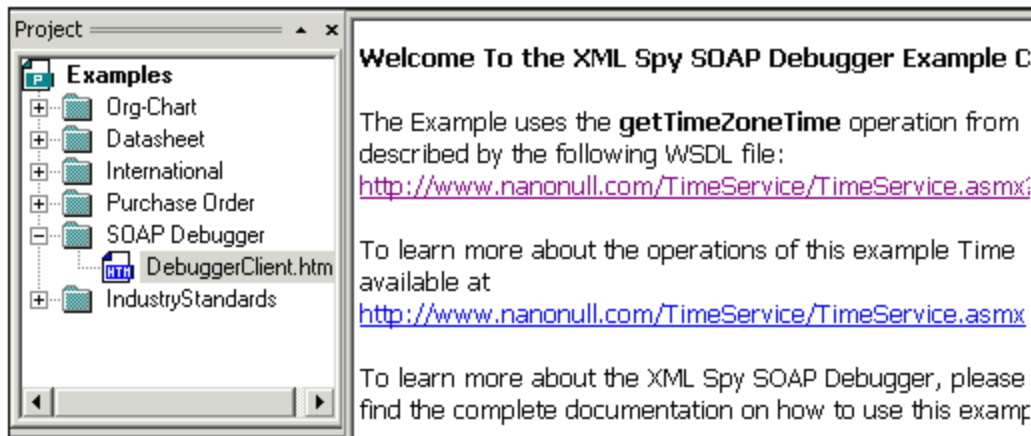 Project
Examples
Org-Chart
Datasheet
International
Purchase Order
SOAP Debugger
DebuggerClient.htm
IndustryStandards
Welcome To the XML Spy SOAP Debugger Example C
The Example uses the getTimeZoneTime operation from
described by the following WSDL file:
http://www.nanonull.com/TimeService/TimeService.asmx?
To learn more about the operations of this example Time
available at
http://www.nanonull.com/TimeService/TimeService.asmx
To learn more about the XML Spy SOAP Debugger, please
find the complete documentation on how to use this examp